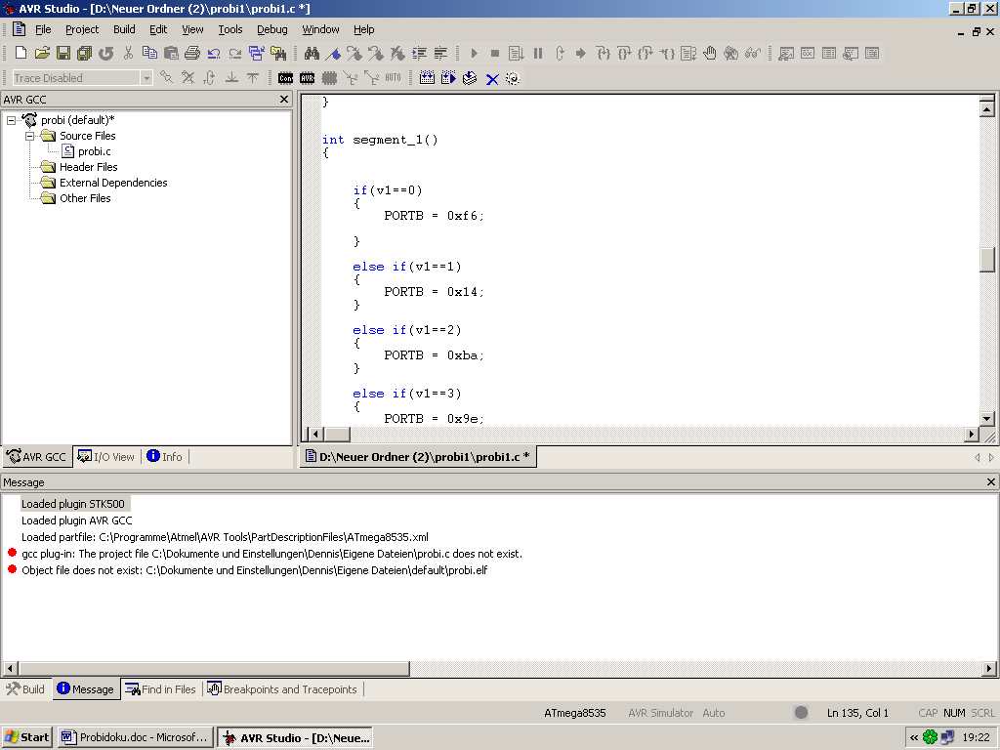 AVR Studio - [D:\Neuer Ordner (2)\probi1\probi1.c *]
File Project Build Edit View Tools Debug Window Help
Trace Disabled
Con AVR AUTO
AVR GCC
probi (default)*
Source Files
probi.c
Header Files
External Dependencies
Other Files
AVR GCC I/O View Info
}
int segment_1()
{
if(v1==0)
{
PORTB = 0xf6;
}
else if(v1==1)
{
PORTB = 0x14;
}
else if(v1==2)
{
PORTB = 0xba;
}
else if(v1==3)
{
PORTB = 0x9e;
D:\Neuer Ordner (2)\probi1\probi1.c *
Message
Loaded plugin STK500
Loaded plugin AVR GCC
Loaded partfile: C:\Programme\Atmel\AVR Tools\PartDescriptionFiles\ATmega8535.xml
gcc plug-in: The project file C:\Dokumente und Einstellungen\Dennis\Eigene Dateien\probi.c does not exist.
Object file does not exist: C:\Dokumente und Einstellungen\Dennis\Eigene Dateien\default\probi.elf
Build Message Find in Files Breakpoints and Tracepoints
ATmega8535 AVR Simulator Auto Ln 135, Col 1 CAP NUM SCRL
Start Probidoku.doc - Microsof... AVR Studio - [D:\Neue... « 19:22